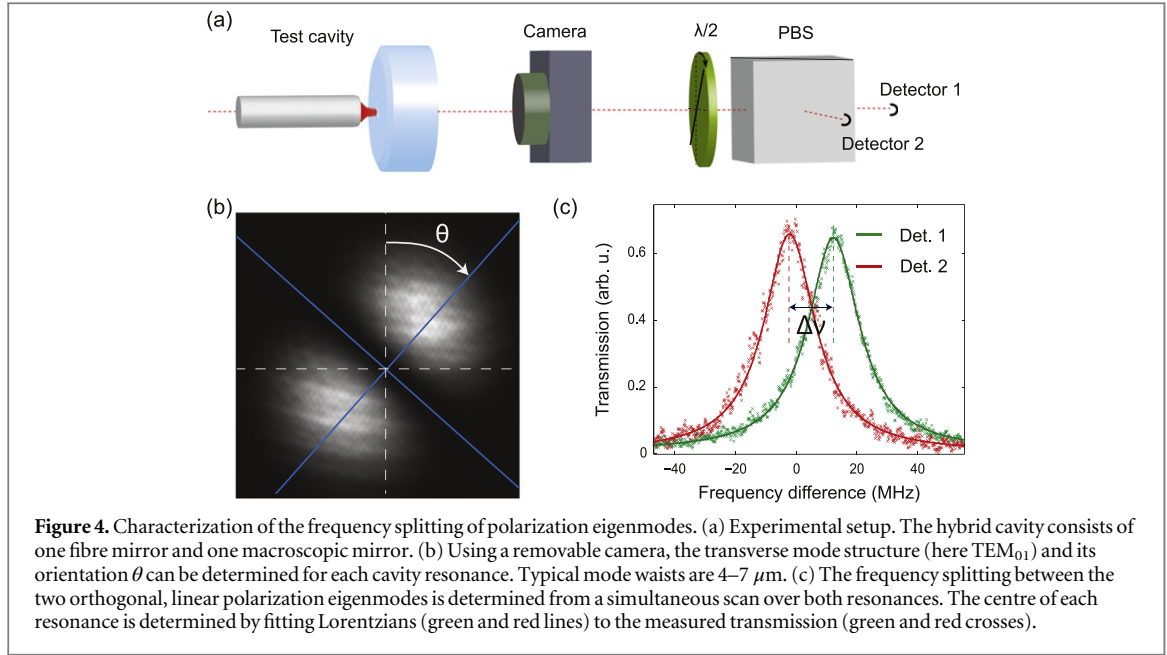 (a)
Test cavity
Camera
λ/2
PBS
Detector 1
Detector 2
(b)
θ
(c)
Transmission (arb. u.)
0.6
0.4
0.2
0
Det. 1
Det. 2
Δν
−40
−20
0
20
40
Frequency difference (MHz)
Figure 4. Characterization of the frequency splitting of polarization eigenmodes. (a) Experimental setup. The hybrid cavity consists of
one fibre mirror and one macroscopic mirror. (b) Using a removable camera, the transverse mode structure (here TEM₀₁) and its
orientation θ can be determined for each cavity resonance. Typical mode waists are 4–7 μm. (c) The frequency splitting between the
two orthogonal, linear polarization eigenmodes is determined from a simultaneous scan over both resonances. The centre of each
resonance is determined by fitting Lorentzians (green and red lines) to the measured transmission (green and red crosses).